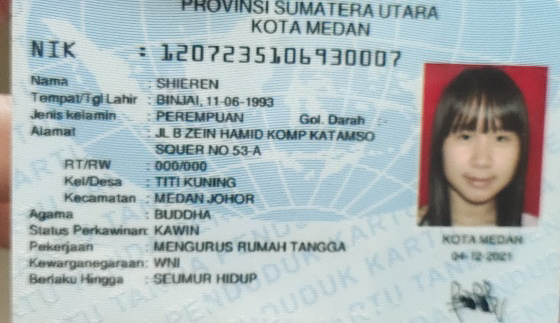 PROVINSI SUMATERA UTARA
KOTA MEDAN
NIK : 1207235106930007
Nama : SHIEREN
Tempat/Tgl Lahir : BINJAI, 11-06-1993
Jenis kelamin : PEREMPUAN Gol. Darah : -
Alamat : JL B ZEIN HAMID KOMP KATAMSO
SQUER NO 53-A
RT/RW : 000/000
Kel/Desa : TITI KUNING
Kecamatan : MEDAN JOHOR
Agama : BUDDHA
Status Perkawinan: KAWIN
Pekerjaan : MENGURUS RUMAH TANGGA
Kewarganegaraan: WNI
Berlaku Hingga : SEUMUR HIDUP
KOTA MEDAN
04-12-2021